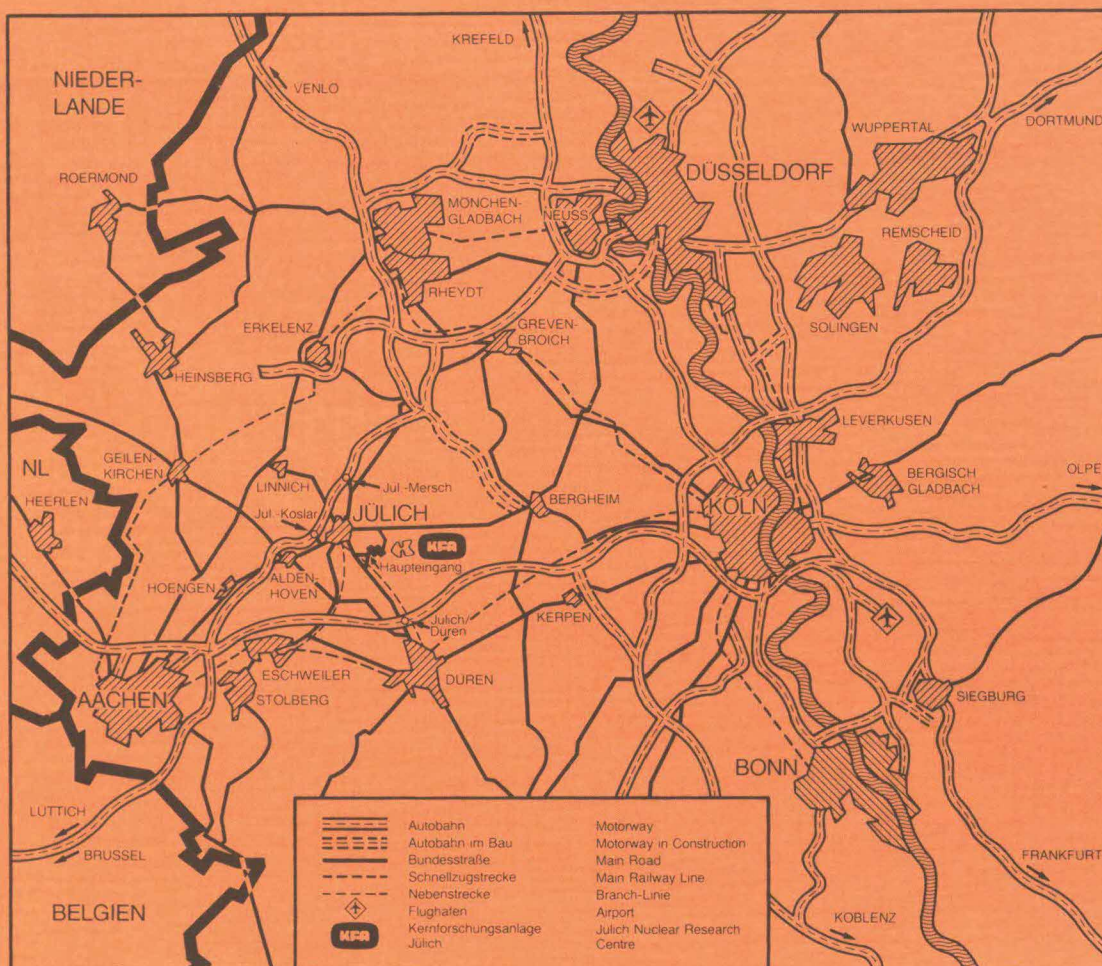 KREFELD
NIEDER-
LANDE
VENLO
WUPPERTAL
DORTMUND
ROERMOND
DÜSSELDORF
MÖNCHEN-
GLADBACH
NEUSS
REMSCHEID
RHEYDT
SOLINGEN
ERKELENZ
GREVEN-
BROICH
HEINSBERG
LEVERKUSEN
NL
GEILEN-
KIRCHEN
HEERLEN
LINNICH
Jül.-Mersch
BERGHEIM
BERGISCH
GLADBACH
OLPE
Jül.-Koslar
JÜLICH
KÖLN
KFA
Haupteingang
HOENGEN
ALDEN-
HOVEN
Jülich/
Düren
KERPEN
ESCHWEILER
DÜREN
AACHEN
STOLBERG
SIEGBURG
BONN
LÜTTICH
BRÜSSEL
FRANKFURT
BELGIEN
KOBLENZ
Autobahn Motorway
Autobahn im Bau Motorway in Construction
Bundesstraße Main Road
Schnellzugstrecke Main Railway Line
Nebenstrecke Branch-Linie
Flughafen Airport
KFA Kernforschungsanlage Jülich Nuclear Research
Jülich Centre